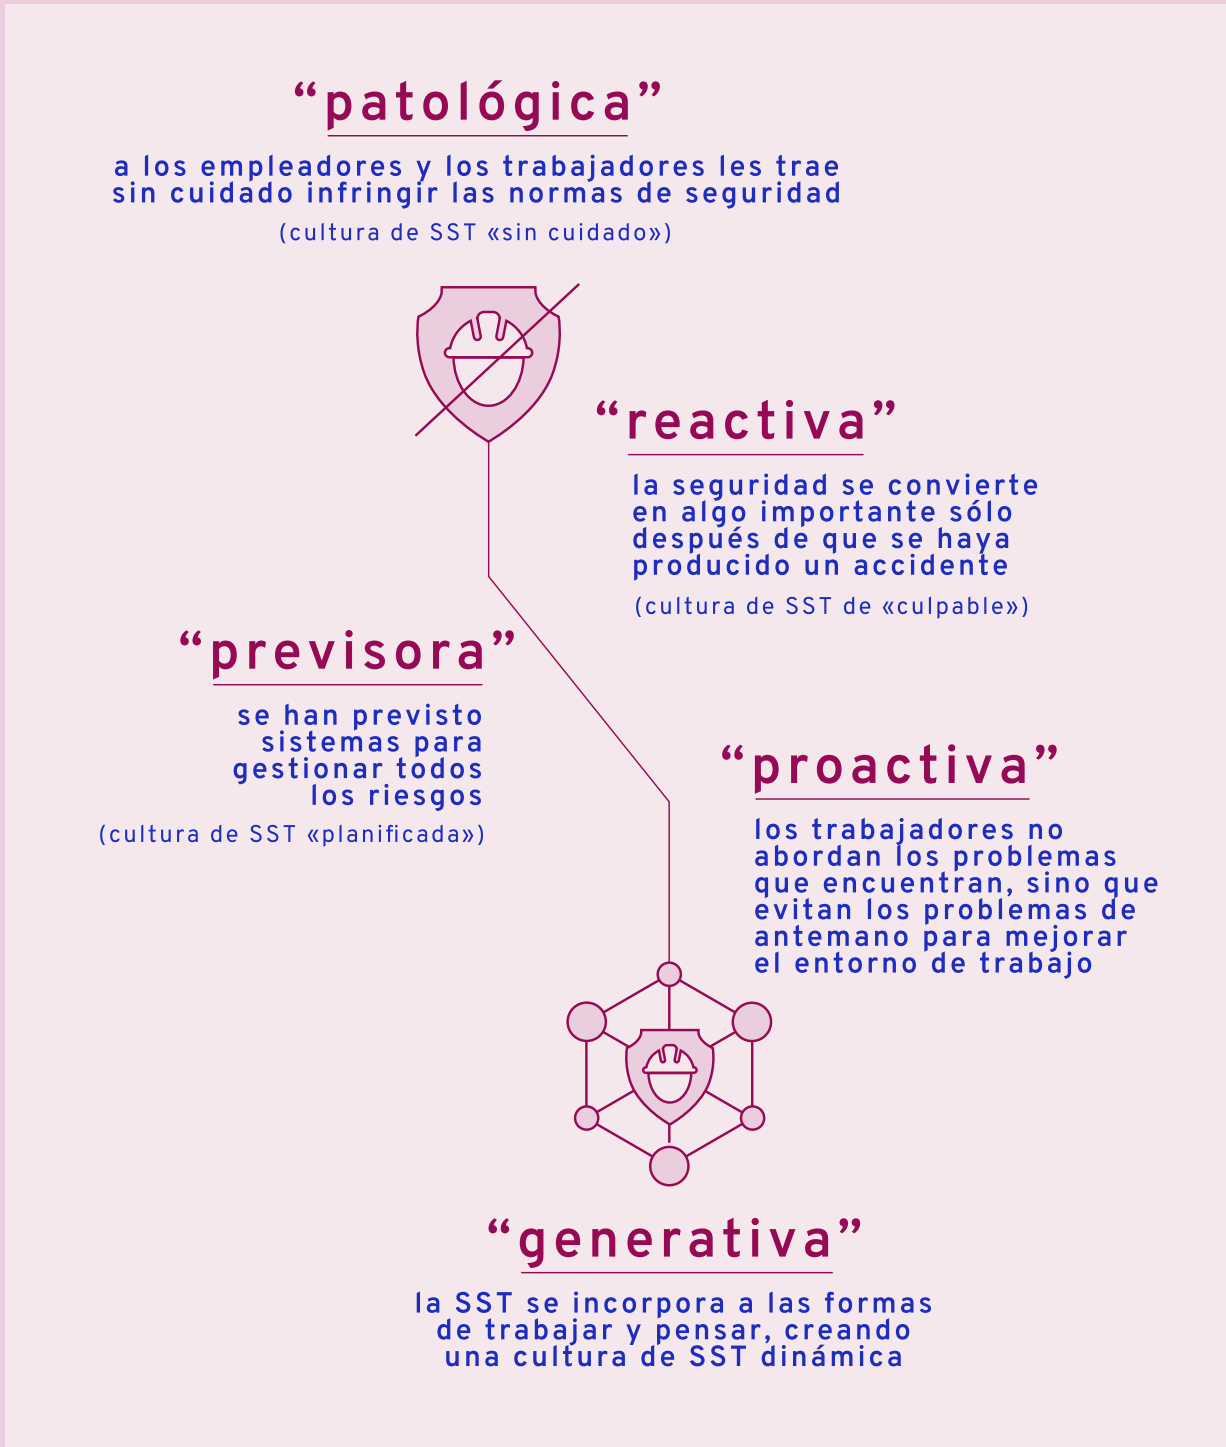 “patológica”
a los empleadores y los trabajadores les trae
sin cuidado infringir las normas de seguridad
(cultura de SST «sin cuidado»)
“reactiva”
la seguridad se convierte
en algo importante sólo
después de que se haya
producido un accidente
(cultura de SST de «culpable»)
“previsora”
se han previsto
sistemas para
gestionar todos
los riesgos
(cultura de SST «planificada»)
“proactiva”
los trabajadores no
abordan los problemas
que encuentran, sino que
evitan los problemas de
antemano para mejorar
el entorno de trabajo
“generativa”
la SST se incorpora a las formas
de trabajar y pensar, creando
una cultura de SST dinámica